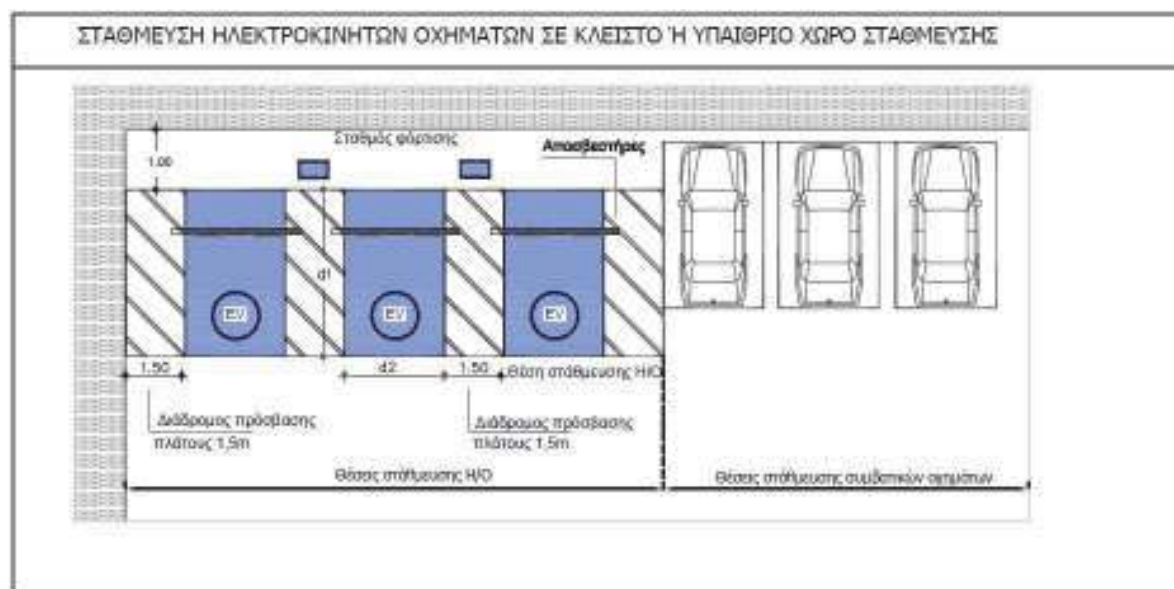 ΣΤΑΘΜΕΥΣΗ ΗΛΕΚΤΡΟΚΙΝΗΤΩΝ ΟΧΗΜΑΤΩΝ ΣΕ ΚΛΕΙΣΤΟ Ή ΥΠΑΙΘΡΙΟ ΧΩΡΟ ΣΤΑΘΜΕΥΣΗΣ
Σταθμός φόρτισης
Αποσβεστήρες
1.00
d1
EV
EV
EV
1.50
d2
1.50
Θέση στάθμευσης Η/Ο
Διάδρομος πρόσβασης
πλάτους 1,5m
Διάδρομος πρόσβασης
πλάτους 1,5m
Θέσεις στάθμευσης Η/Ο
Θέσεις στάθμευσης συμβατικών οχημάτων